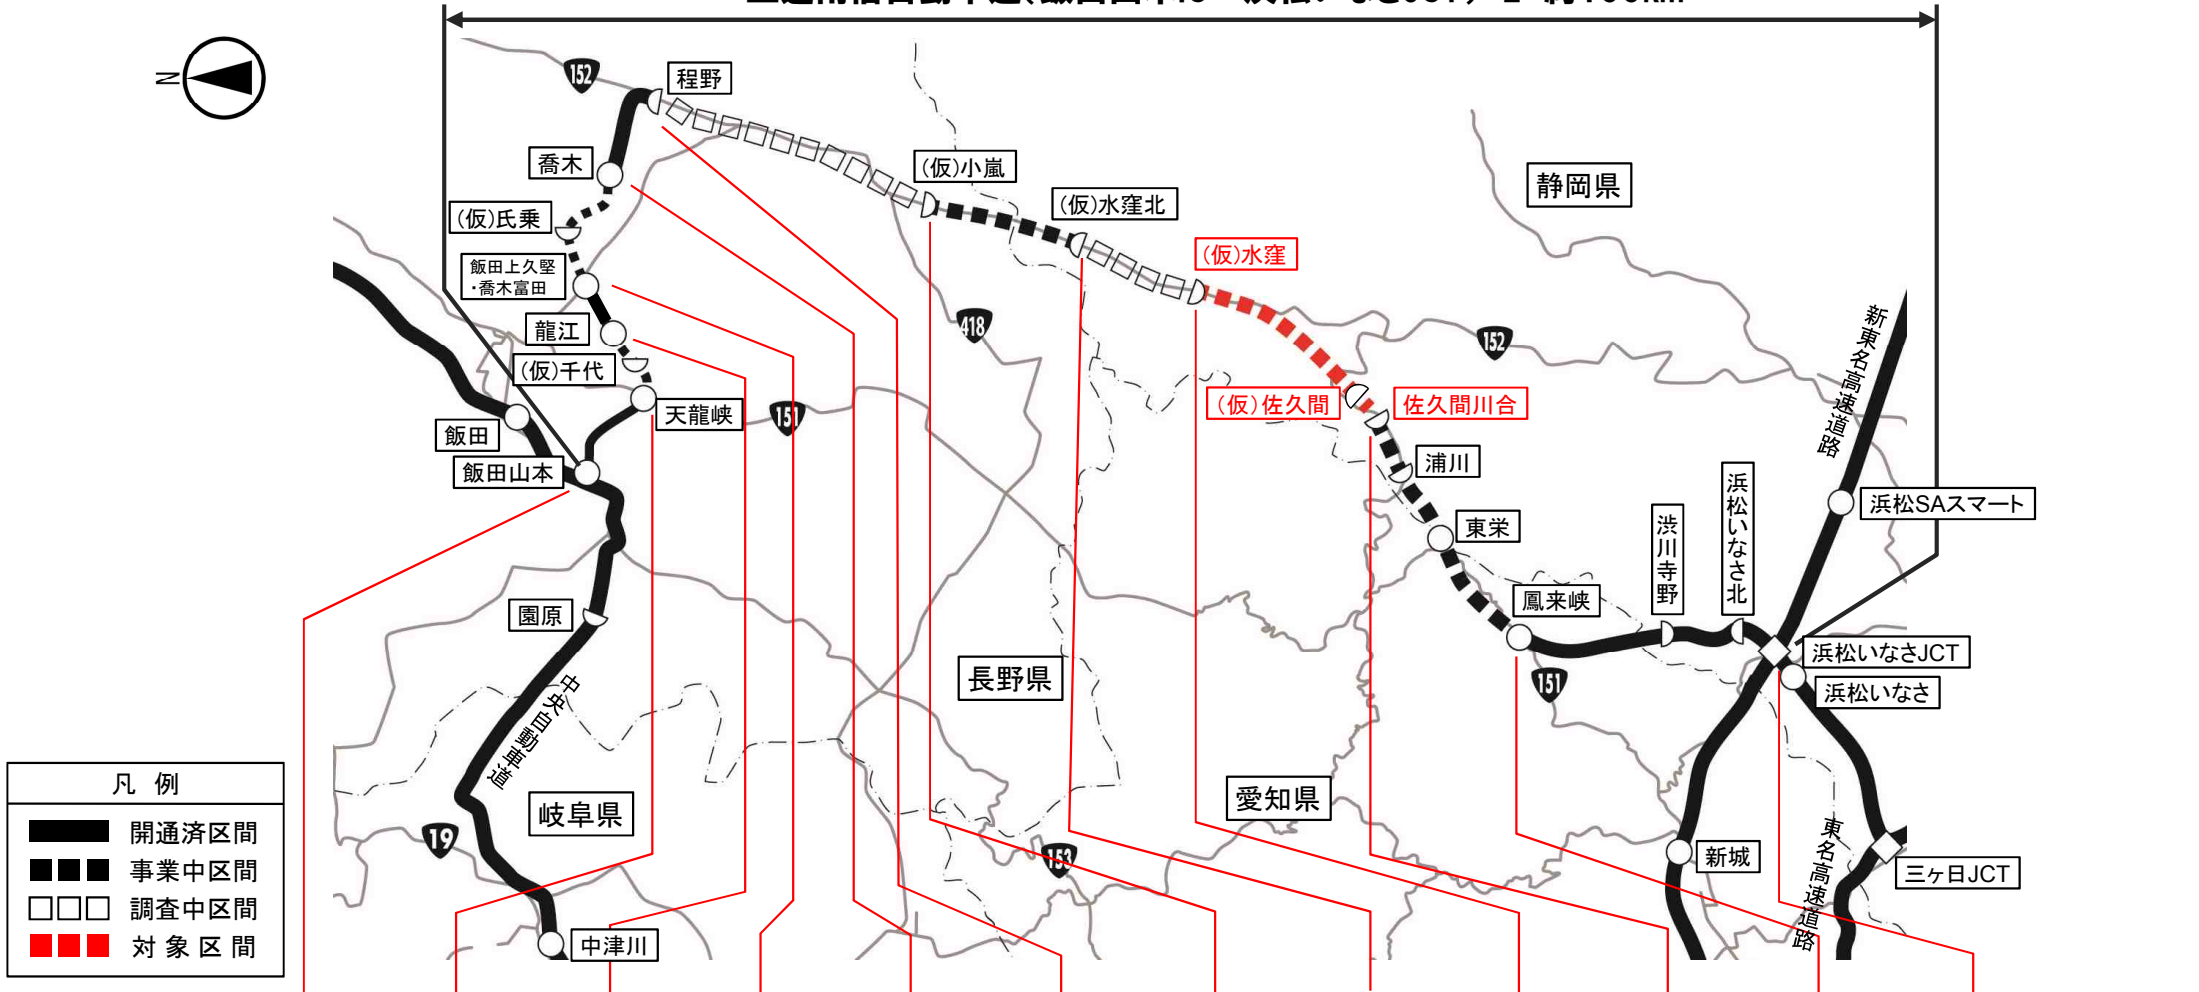 N
152
程野
喬木
(仮)小嵐
静岡県
(仮)氏乗
(仮)水窪北
飯田上久堅
・喬木富田
(仮)水窪
龍江
418
152
新東名高速道路
(仮)千代
天龍峡
151
(仮)佐久間
佐久間川合
飯田
飯田山本
浦川
浜松いなさ北
浜松SAスマート
渋川寺野
東栄
園原
鳳来峡
浜松いなさJCT
長野県
151
浜松いなさ
中央自動車道
愛知県
岐阜県
19
153
新城
東名高速道路
三ヶ日JCT
中津川
凡 例
開通済区間
事業中区間
調査中区間
対 象 区 間